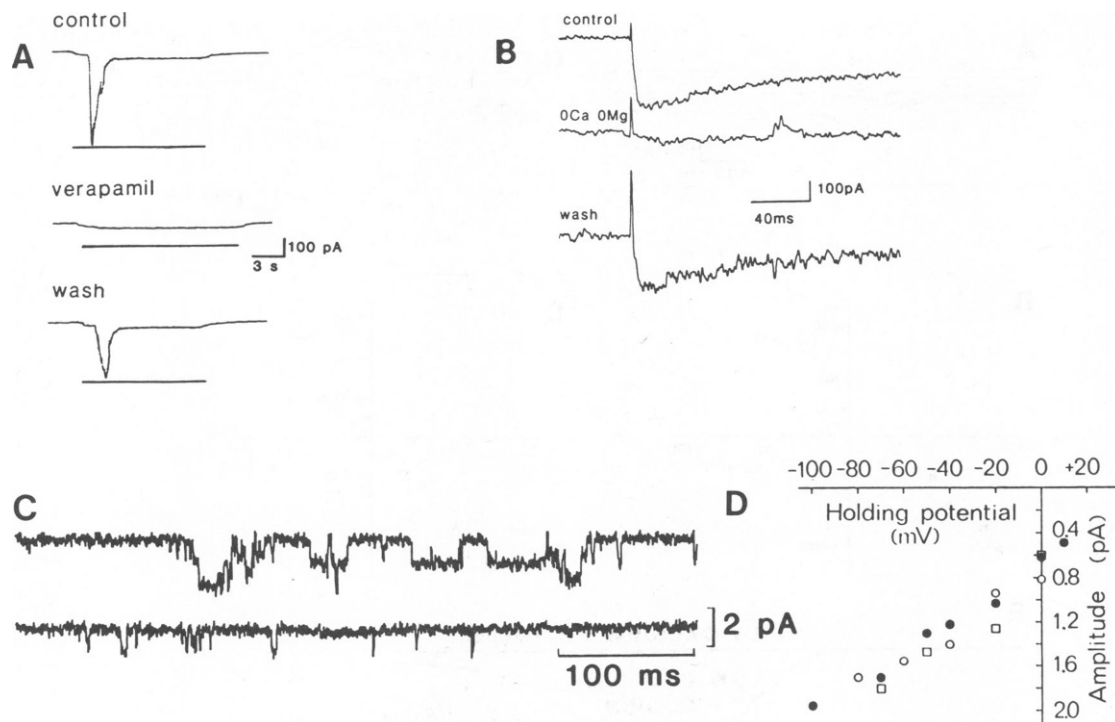 A
control
verapamil
100 pA
3 s
wash
B
control
0Ca 0Mg
100pA
40ms
wash
C
2 pA
100 ms
D
-100 -80 -60 -40 -20 0 +20
Holding potential
(mV)
0.4
0.8
1.2
1.6
2.0
Amplitude (pA)